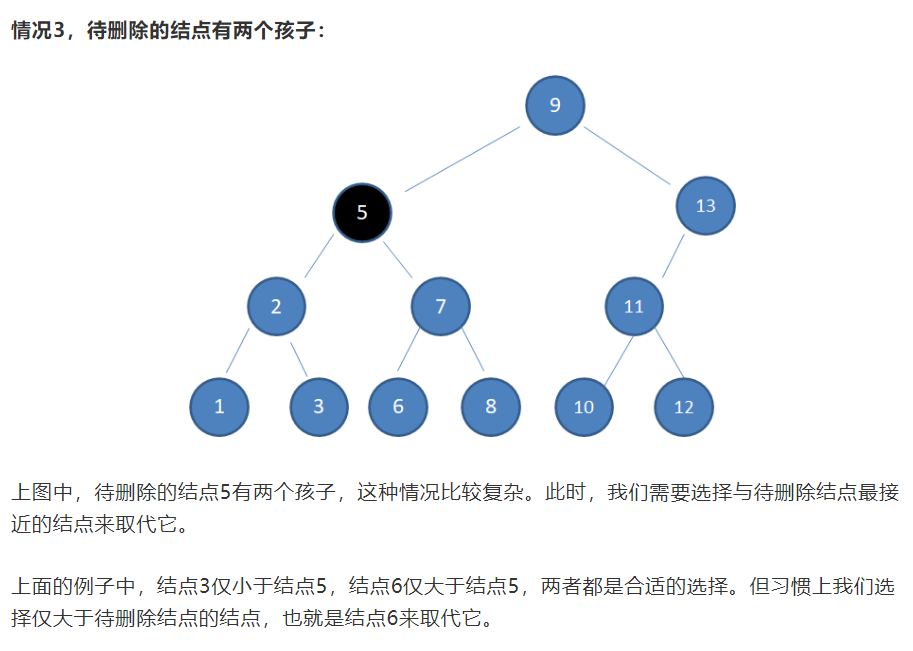 情况3，待删除的结点有两个孩子：
9
5
13
2
7
11
1
3
6
8
10
12
上图中，待删除的结点5有两个孩子，这种情况比较复杂。此时，我们需要选择与待删除结点最接
近的结点来取代它。
上面的例子中，结点3仅小于结点5，结点6仅大于结点5，两者都是合适的选择。但习惯上我们选
择仅大于待删除结点的结点，也就是结点6来取代它。